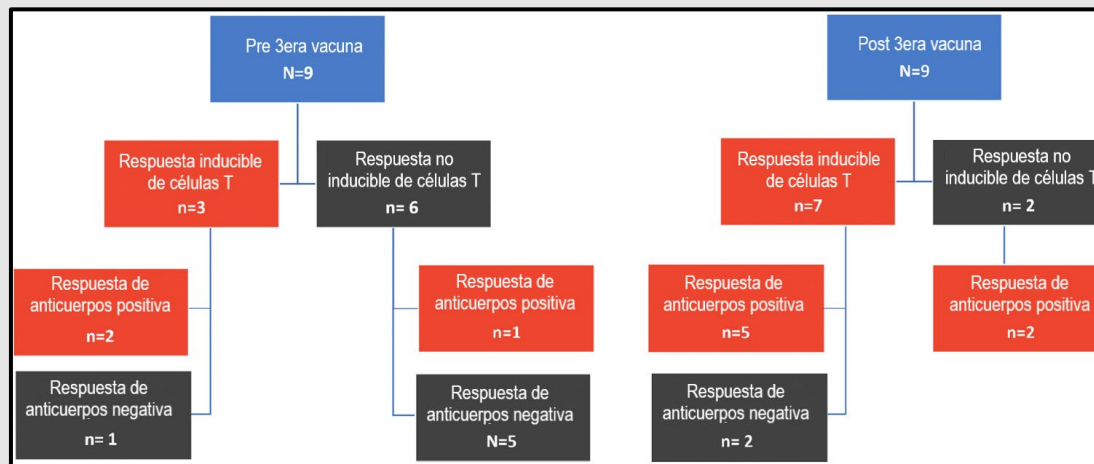 Pre 3era vacuna
N=9
Respuesta inducible
de células T
n=3
Respuesta no
inducible de células T
n= 6
Respuesta de
anticuerpos positiva
n=2
Respuesta de
anticuerpos negativa
n= 1
Respuesta de
anticuerpos positiva
n=1
Respuesta de
anticuerpos negativa
N=5
Post 3era vacuna
N=9
Respuesta inducible
de células T
n=7
Respuesta no
inducible de células T
n= 2
Respuesta de
anticuerpos positiva
n=5
Respuesta de
anticuerpos negativa
n= 2
Respuesta de
anticuerpos positiva
n=2